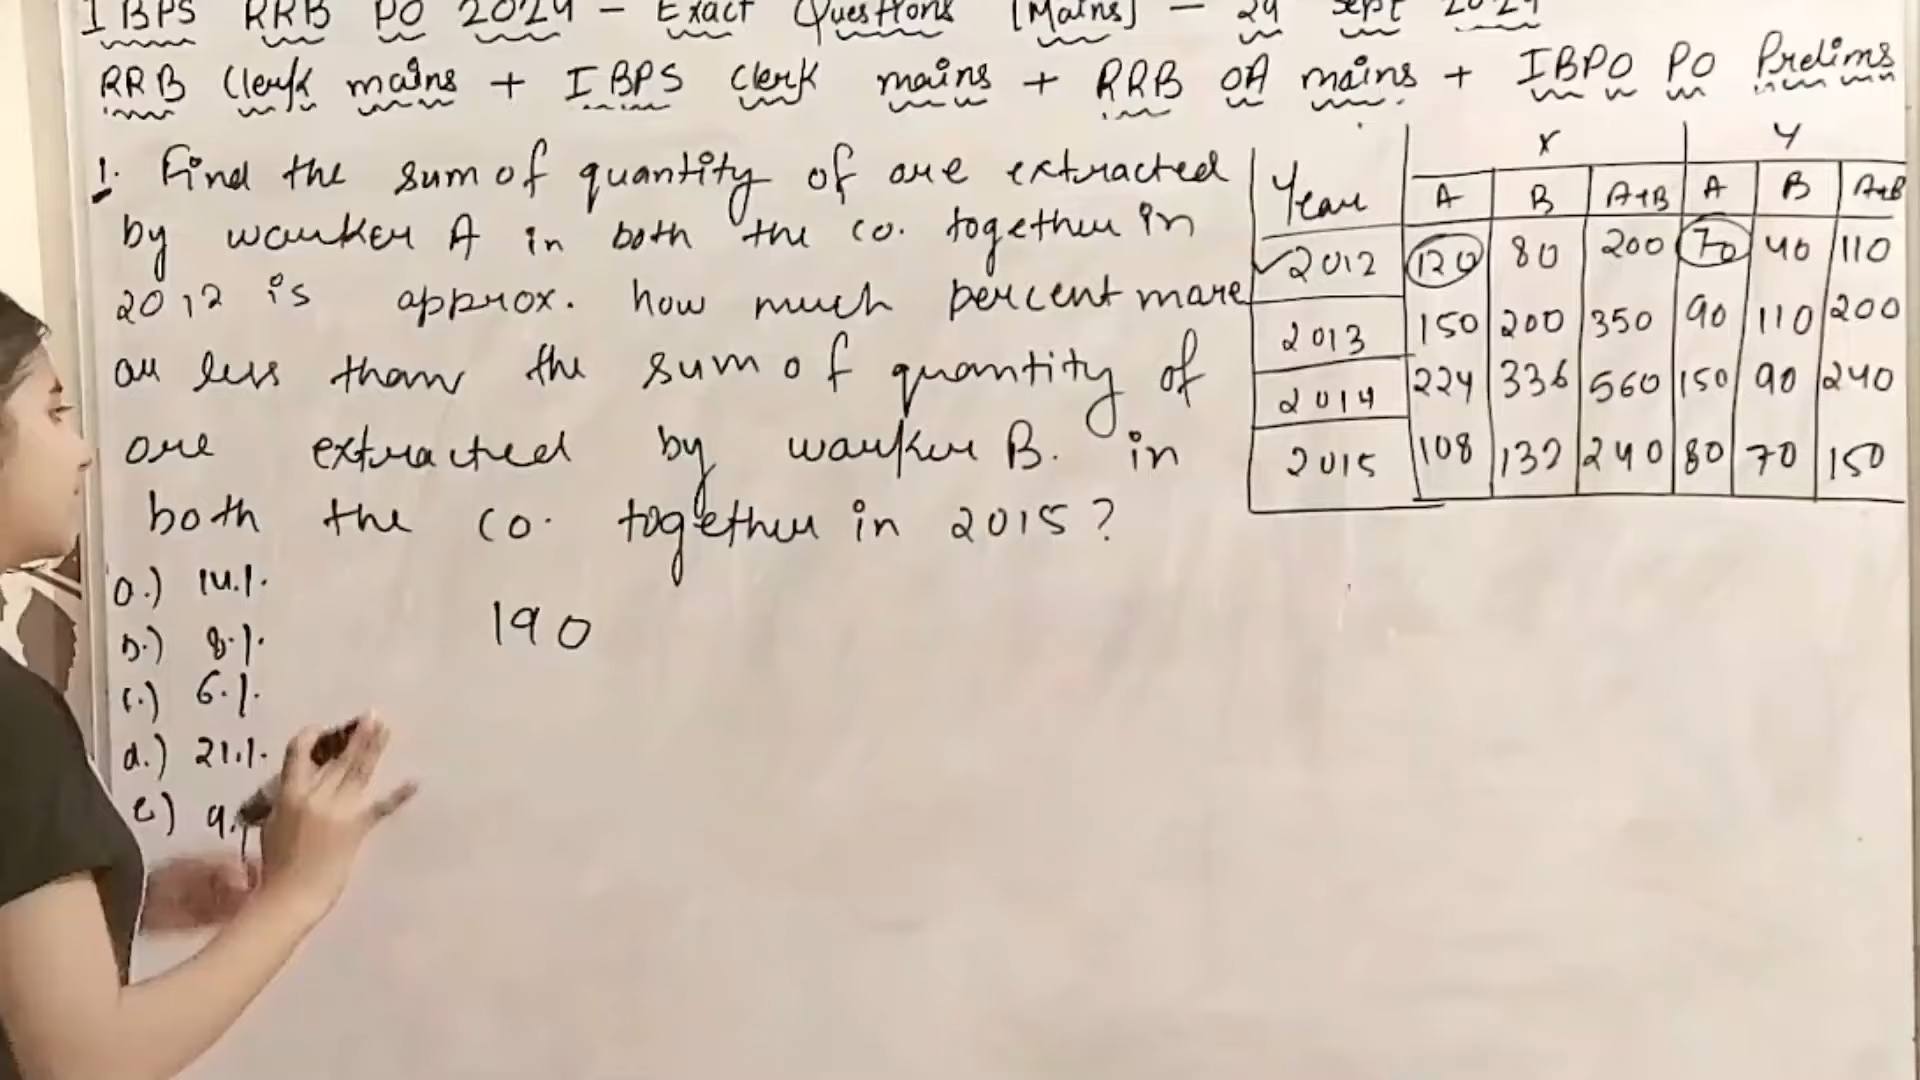 IBPS RRB PO 2024 - Exact Questions [Mains] - 29 Sept 2024
RRB Clerk mains + IBPS Clerk mains + RRB OA mains + IBPO PO Prelims
1. Find the sum of quantity of ore extracted
by worker A in both the co. together in
2012 is approx. how much percent more
or less than the sum of quantity of
ore extracted by worker B. in
both the co. together in 2015?
a.) 14%.
b.) 8%.
c.) 6%.
d.) 21%.
e.) 9%
190
X Y
Year A B A+B A B A+B
2012 120 80 200 70 40 110
2013 150 200 350 90 110 200
2014 224 336 560 150 90 240
2015 108 132 240 80 70 150